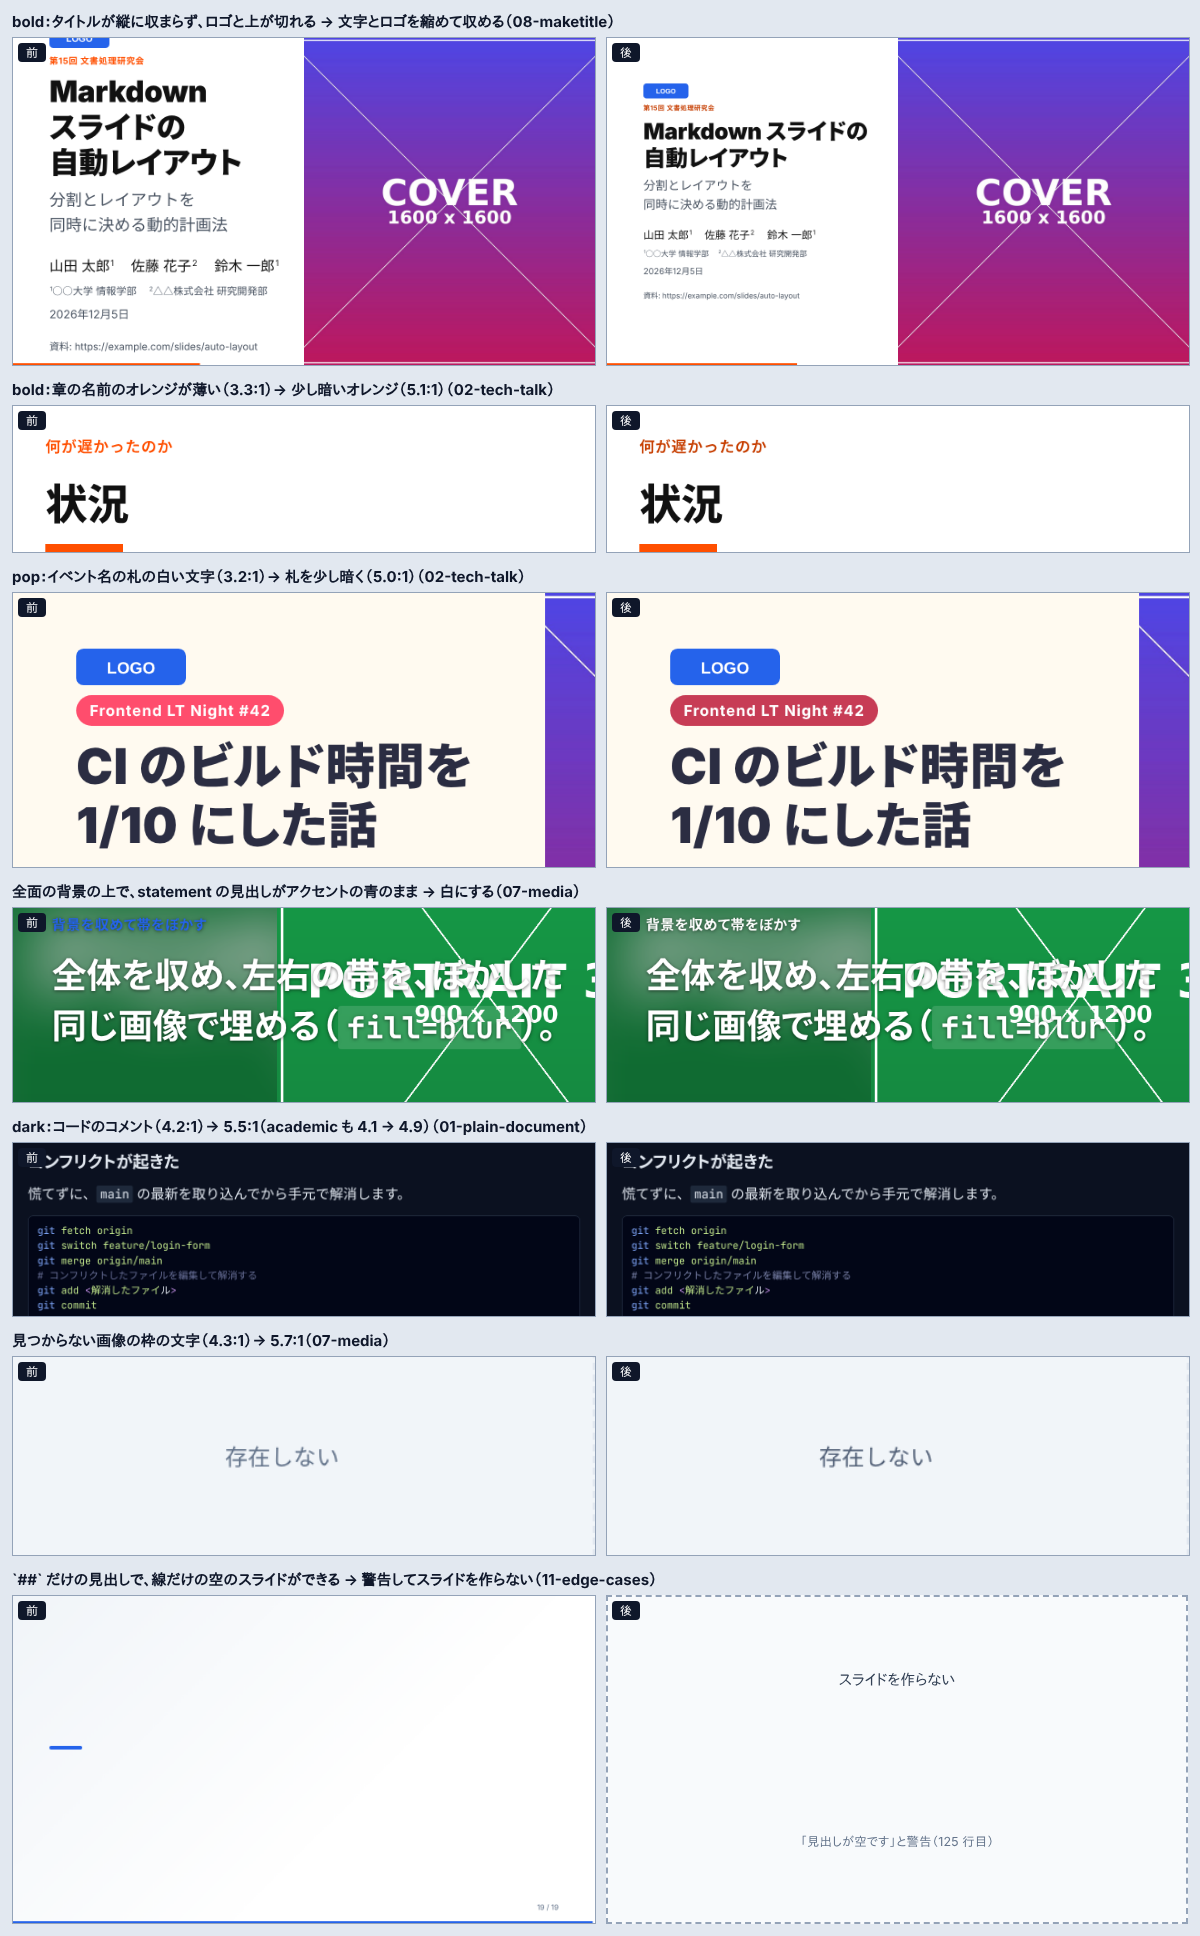 bold：タイトルが縦に収まらず、ロゴと上が切れる → 文字とロゴを縮めて収める（08-maketitle）
前
LOGO
第15回 文書処理研究会
Markdown
スライドの
自動レイアウト
分割とレイアウトを
同時に決める動的計画法
山田 太郎¹ 佐藤 花子² 鈴木 一郎¹
¹○○大学 情報学部 ²△△株式会社 研究開発部
2026年12月5日
資料: https://example.com/slides/auto-layout
COVER
1600 x 1600
後
LOGO
第15回 文書処理研究会
Markdown スライドの
自動レイアウト
分割とレイアウトを
同時に決める動的計画法
山田 太郎¹ 佐藤 花子² 鈴木 一郎¹
¹○○大学 情報学部 ²△△株式会社 研究開発部
2026年12月5日
資料: https://example.com/slides/auto-layout
COVER
1600 x 1600
bold：章の名前のオレンジが薄い（3.3:1）→ 少し暗いオレンジ（5.1:1）（02-tech-talk）
前
何が遅かったのか
状況
後
何が遅かったのか
状況
pop：イベント名の札の白い文字（3.2:1）→ 札を少し暗く（5.0:1）（02-tech-talk）
前
LOGO
Frontend LT Night #42
CI のビルド時間を
1/10 にした話
後
LOGO
Frontend LT Night #42
CI のビルド時間を
1/10 にした話
全面の背景の上で、statement の見出しがアクセントの青のまま → 白にする（07-media）
前
背景を収めて帯をぼかす
全体を収め、左右の帯を、ぼかした
同じ画像で埋める（fill=blur）。
PORTRAIT 3
900 x 1200
後
背景を収めて帯をぼかす
全体を収め、左右の帯を、ぼかした
同じ画像で埋める（fill=blur）。
PORTRAIT 3
900 x 1200
dark：コードのコメント（4.2:1）→ 5.5:1（academic も 4.1 → 4.9）（01-plain-document）
前
ンフリクトが起きた
慌てずに、 main の最新を取り込んでから手元で解消します。
git fetch origin
git switch feature/login-form
git merge origin/main
# コンフリクトしたファイルを編集して解消する
git add <解消したファイル>
git commit
後
ンフリクトが起きた
慌てずに、 main の最新を取り込んでから手元で解消します。
git fetch origin
git switch feature/login-form
git merge origin/main
# コンフリクトしたファイルを編集して解消する
git add <解消したファイル>
git commit
見つからない画像の枠の文字（4.3:1）→ 5.7:1（07-media）
前
存在しない
後
存在しない
`##` だけの見出しで、線だけの空のスライドができる → 警告してスライドを作らない（11-edge-cases）
前
19 / 19
後
スライドを作らない
「見出しが空です」と警告（125 行目）